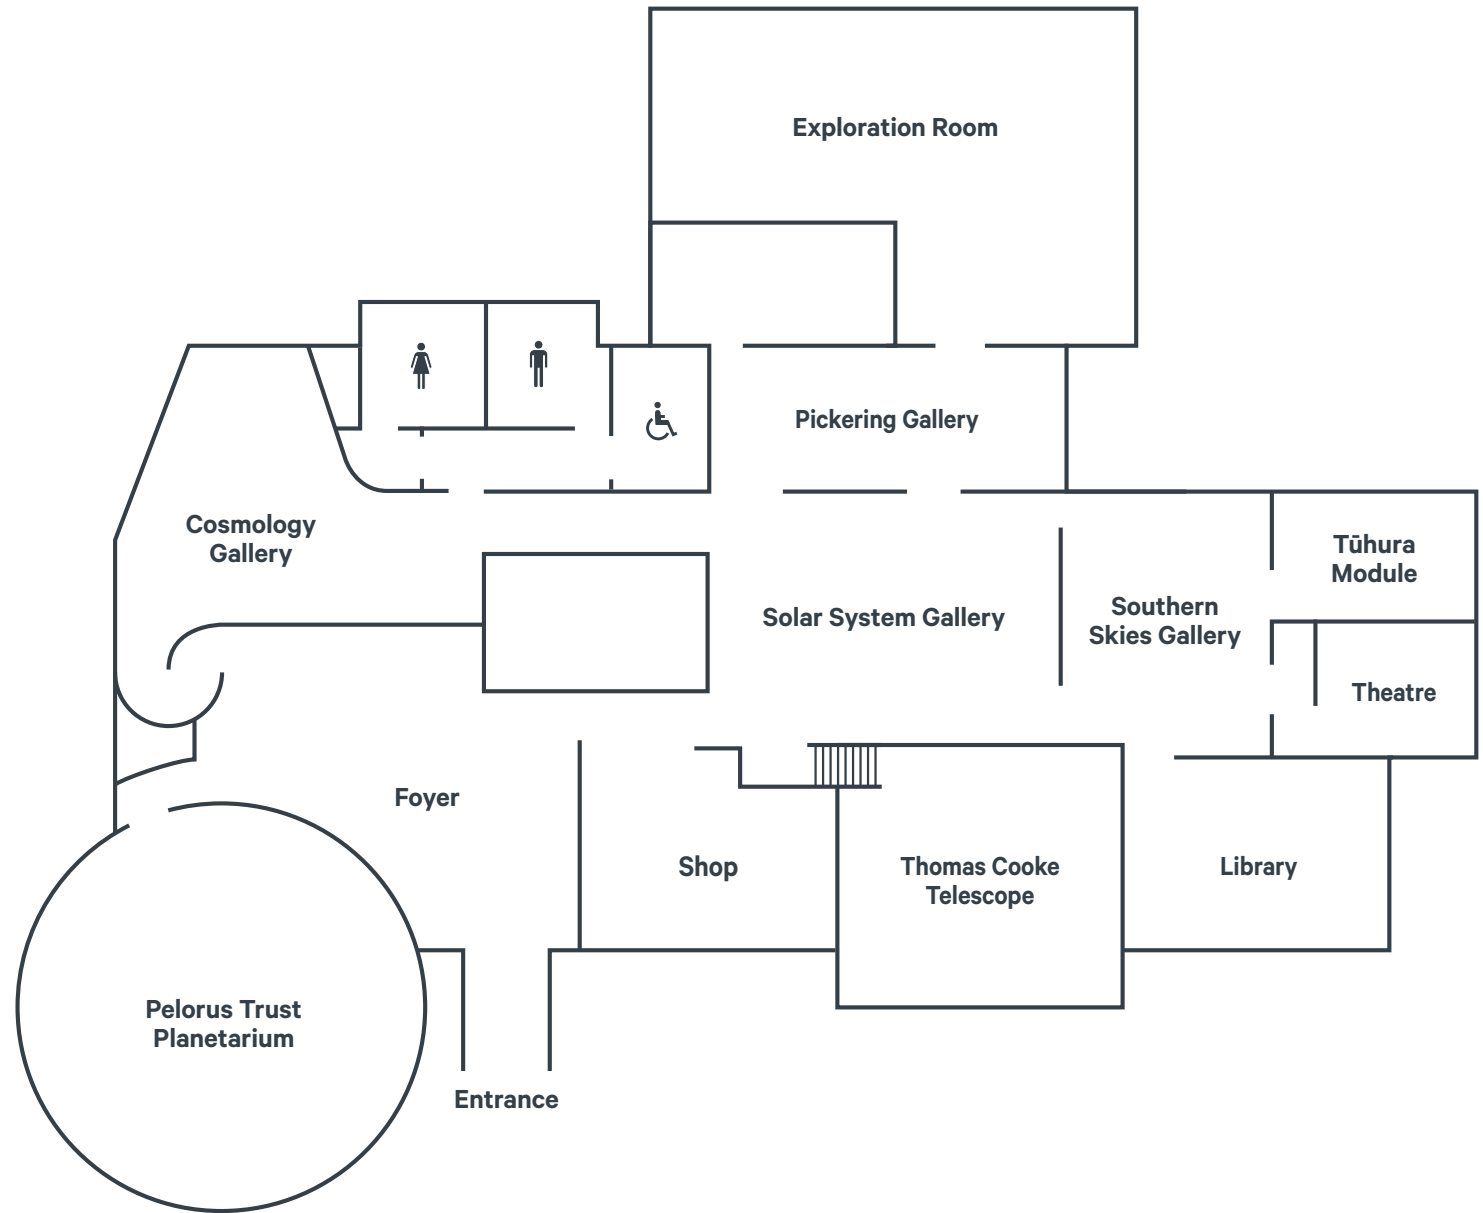 Exploration Room
Pickering Gallery
Cosmology
Gallery
Tūhura
Module
Solar System Gallery
Southern
Skies Gallery
Theatre
Foyer
Shop
Thomas Cooke
Telescope
Library
Pelorus Trust
Planetarium
Entrance